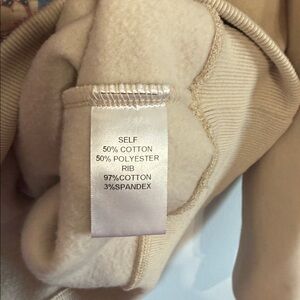 SELF
50% COTTON
50% POLYESTER
RIB
97%COTTON
3%SPANDEX